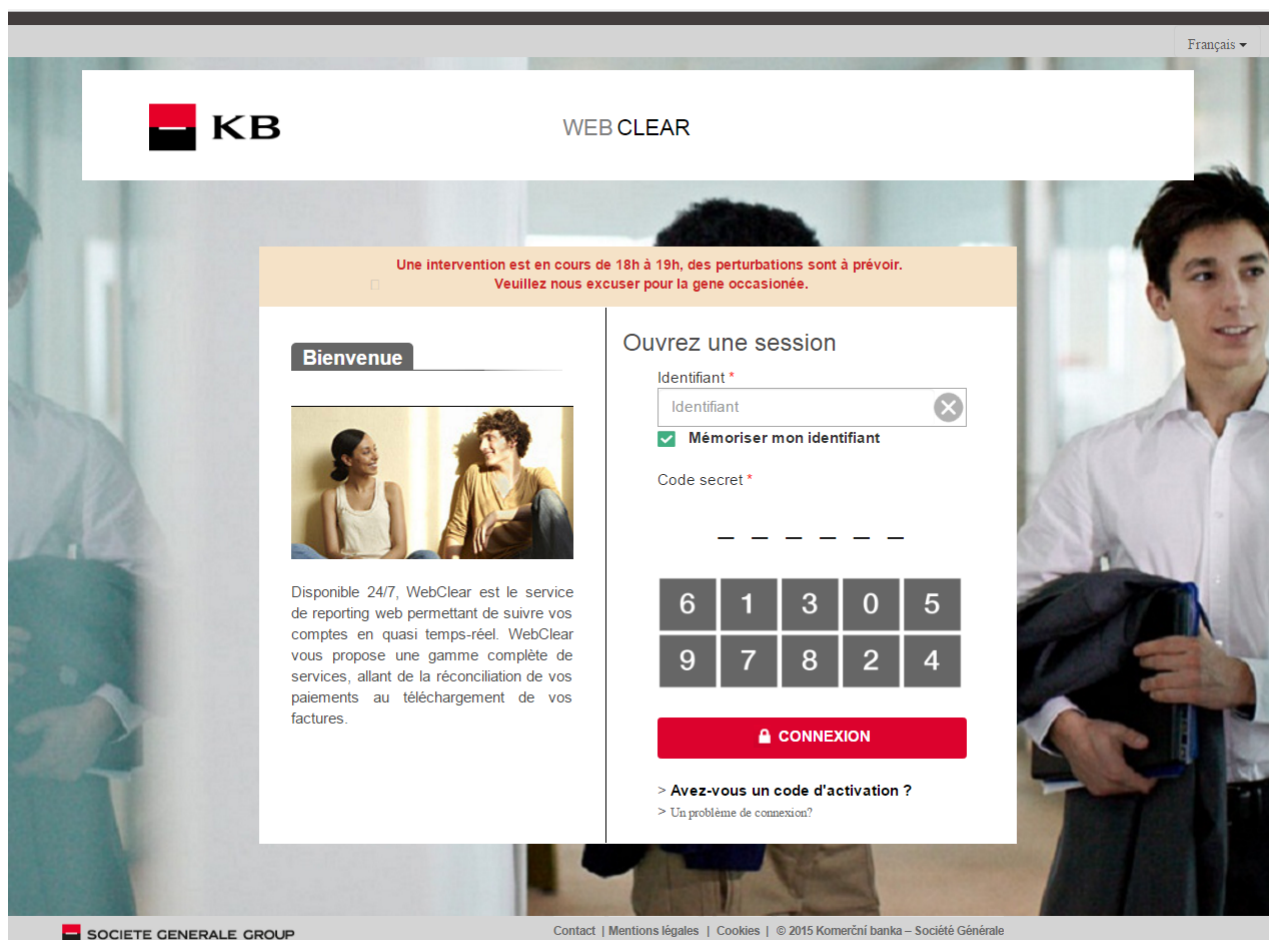 Français
KB
WEB CLEAR
Une intervention est en cours de 18h à 19h, des perturbations sont à prévoir.
Veuillez nous excuser pour la gene occasionée.
Bienvenue
Disponible 24/7, WebClear est le service
de reporting web permettant de suivre vos
comptes en quasi temps-réel. WebClear
vous propose une gamme complète de
services, allant de la réconciliation de vos
paiements au téléchargement de vos
factures.
Ouvrez une session
Identifiant *
Identifiant
Mémoriser mon identifiant
Code secret *
6 1 3 0 5
9 7 8 2 4
CONNEXION
> Avez-vous un code d'activation ?
> Un problème de connexion?
SOCIETE GENERALE GROUP
Contact | Mentions légales | Cookies | © 2015 Komerční banka – Société Générale